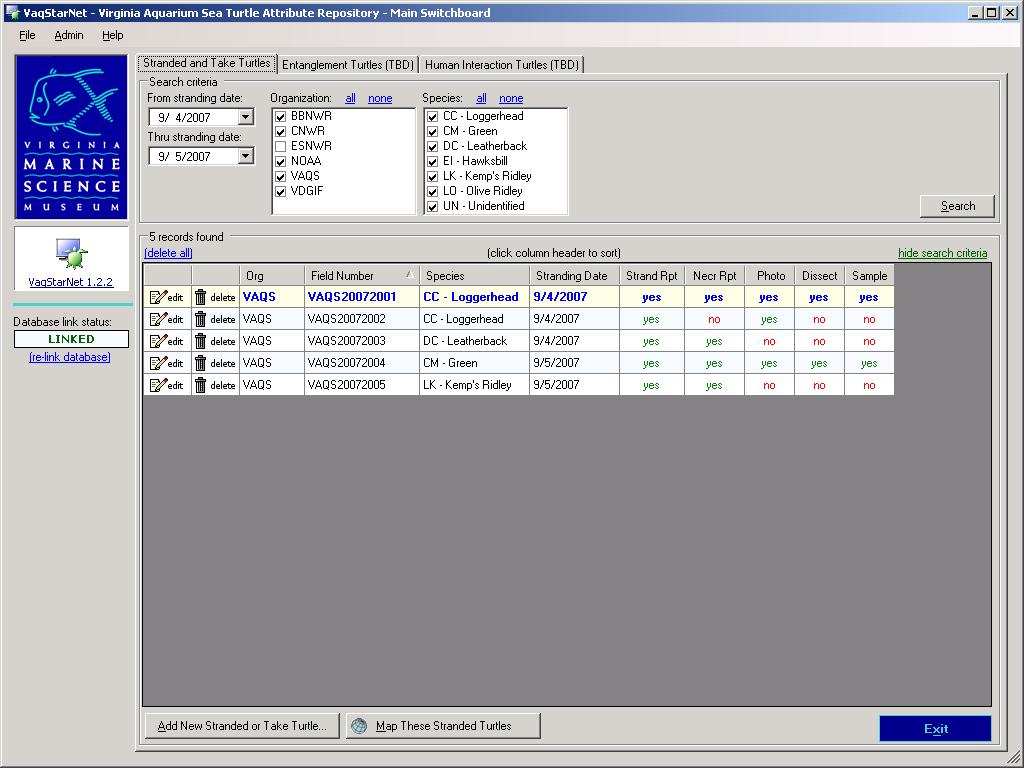 VaqStarNet - Virginia Aquarium Sea Turtle Attribute Repository - Main Switchboard
File Admin Help
VIRGINIA
MARINE
SCIENCE
MUSEUM
VaqStarNet 1.2.2
Database link status:
LINKED
(re-link database)
Stranded and Take Turtles Entanglement Turtles (TBD) Human Interaction Turtles (TBD)
Search criteria
From stranding date:
9/ 4/2007
Thru stranding date:
9/ 5/2007
Organization: all none
BBNWR
CNWR
ESNWR
NOAA
VAQS
VDGIF
Species: all none
CC - Loggerhead
CM - Green
DC - Leatherback
EI - Hawksbill
LK - Kemp's Ridley
LO - Olive Ridley
UN - Unidentified
Search
5 records found
(delete all) (click column header to sort) hide search criteria
Org Field Number Species Stranding Date Strand Rpt Necr Rpt Photo Dissect Sample
edit delete VAQS VAQS20072001 CC - Loggerhead 9/4/2007 yes yes yes yes yes
edit delete VAQS VAQS20072002 CC - Loggerhead 9/4/2007 yes no yes no no
edit delete VAQS VAQS20072003 DC - Leatherback 9/4/2007 yes yes no no no
edit delete VAQS VAQS20072004 CM - Green 9/5/2007 yes yes yes yes yes
edit delete VAQS VAQS20072005 LK - Kemp's Ridley 9/5/2007 yes yes no no no
Add New Stranded or Take Turtle... Map These Stranded Turtles Exit